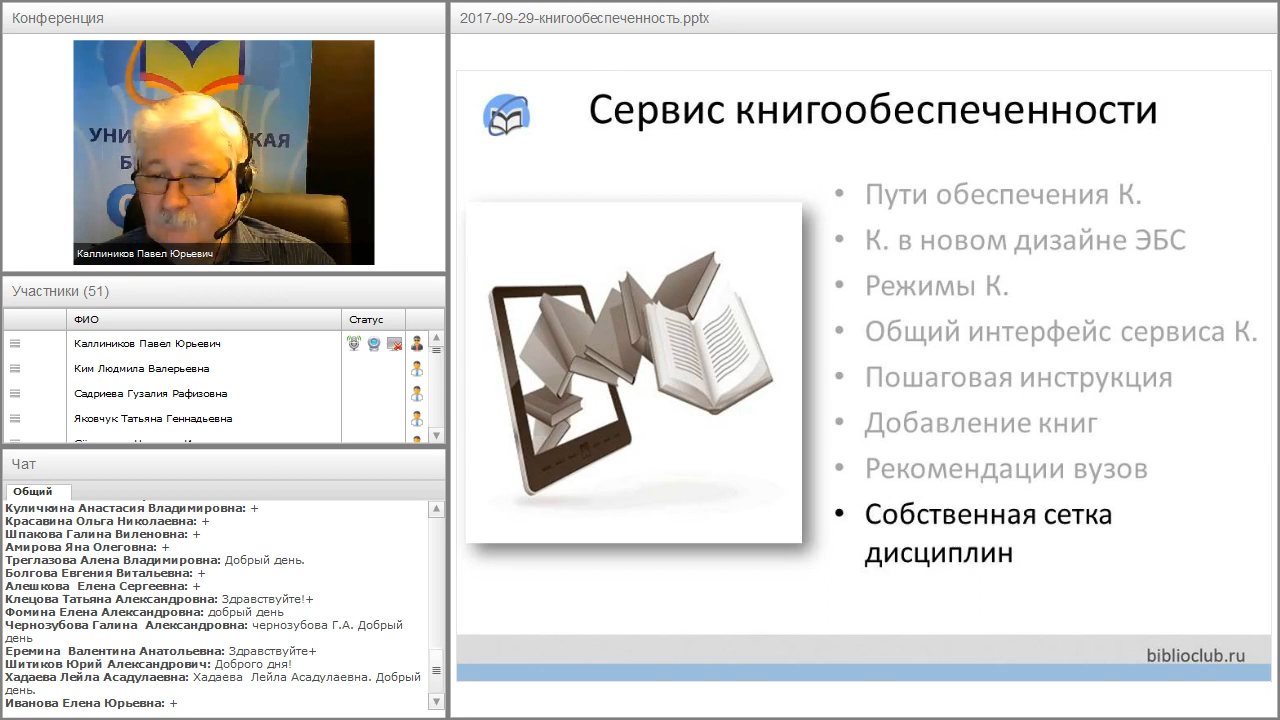 Конференция
УНИ
КАЯ
Б
Каллиников Павел Юрьевич
Участники (51)
ФИО
Статус
Каллиников Павел Юрьевич
Ким Людмила Валерьевна
Садриева Гузалия Рафизовна
Яковчук Татьяна Геннадьевна
Чат
Общий
Куличкина Анастасия Владимировна: +
Красавина Ольга Николаевна: +
Шпакова Галина Виленовна: +
Амирова Яна Олеговна: +
Треглазова Алена Владимировна: Добрый день.
Болгова Евгения Витальевна: +
Алешкова Елена Сергеевна: +
Клецова Татьяна Александровна: Здравствуйте!+
Фомина Елена Александровна: добрый день
Чернозубова Галина Александровна: чернозубова Г.А. Добрый
день
Еремина Валентина Анатольевна: Здравствуйте+
Шитиков Юрий Александрович: Доброго дня!
Хадаева Лейла Асадулаевна: Хадаева Лейла Асадулаевна. Добрый
день.
Иванова Елена Юрьевна: +
2017-09-29-книгообеспеченность.pptx
Сервис книгообеспеченности
• Пути обеспечения К.
• К. в новом дизайне ЭБС
• Режимы К.
• Общий интерфейс сервиса К.
• Пошаговая инструкция
• Добавление книг
• Рекомендации вузов
• Собственная сетка
дисциплин
biblioclub.ru